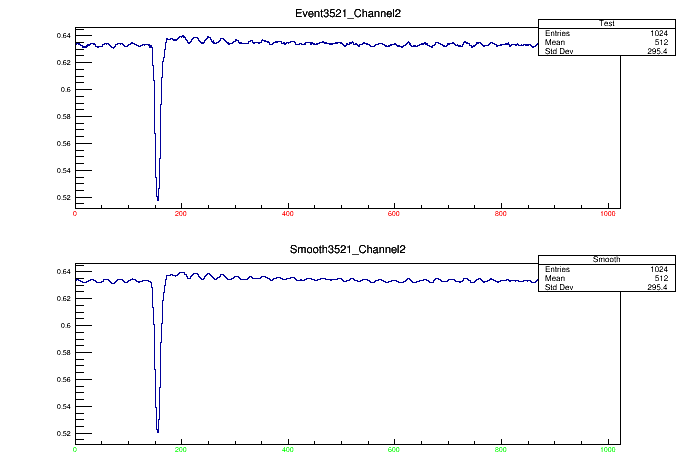 Event3521_Channel2
Test
Entries 1024
Mean 512
Std Dev 295.4
0.64
0.62
0.6
0.58
0.56
0.54
0.52
0 200 400 600 800 1000
Smooth3521_Channel2
Smooth
Entries 1024
Mean 512
Std Dev 295.4
0.64
0.62
0.6
0.58
0.56
0.54
0.52
0 200 400 600 800 1000